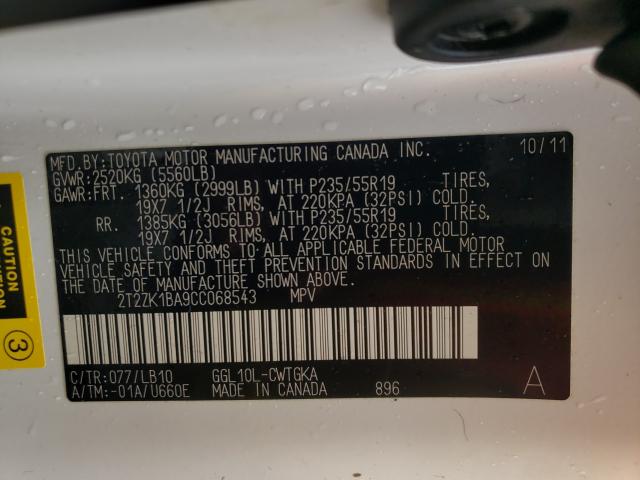 MFD. BY: TOYOTA MOTOR MANUFACTURING CANADA INC. 10/11
GVWR: 2520KG (5560LB)
GAWR: FRT. 1360KG (2999LB) WITH P235/55R19 TIRES,
19X7 1/2J RIMS, AT 220KPA (32PSI) COLD.
RR. 1385KG (3056LB) WITH P235/55R19 TIRES,
19X7 1/2J RIMS, AT 220KPA (32PSI) COLD.
THIS VEHICLE CONFORMS TO ALL APPLICABLE FEDERAL MOTOR
VEHICLE SAFETY AND THEFT PREVENTION STANDARDS IN EFFECT ON
THE DATE OF MANUFACTURE SHOWN ABOVE.
2T2ZK1BA9CC068543 MPV
C/TR: 077/LB10 GGL10L-CWTGKA
A/TM: -01A/U660E MADE IN CANADA 896 A
CAUTION
3